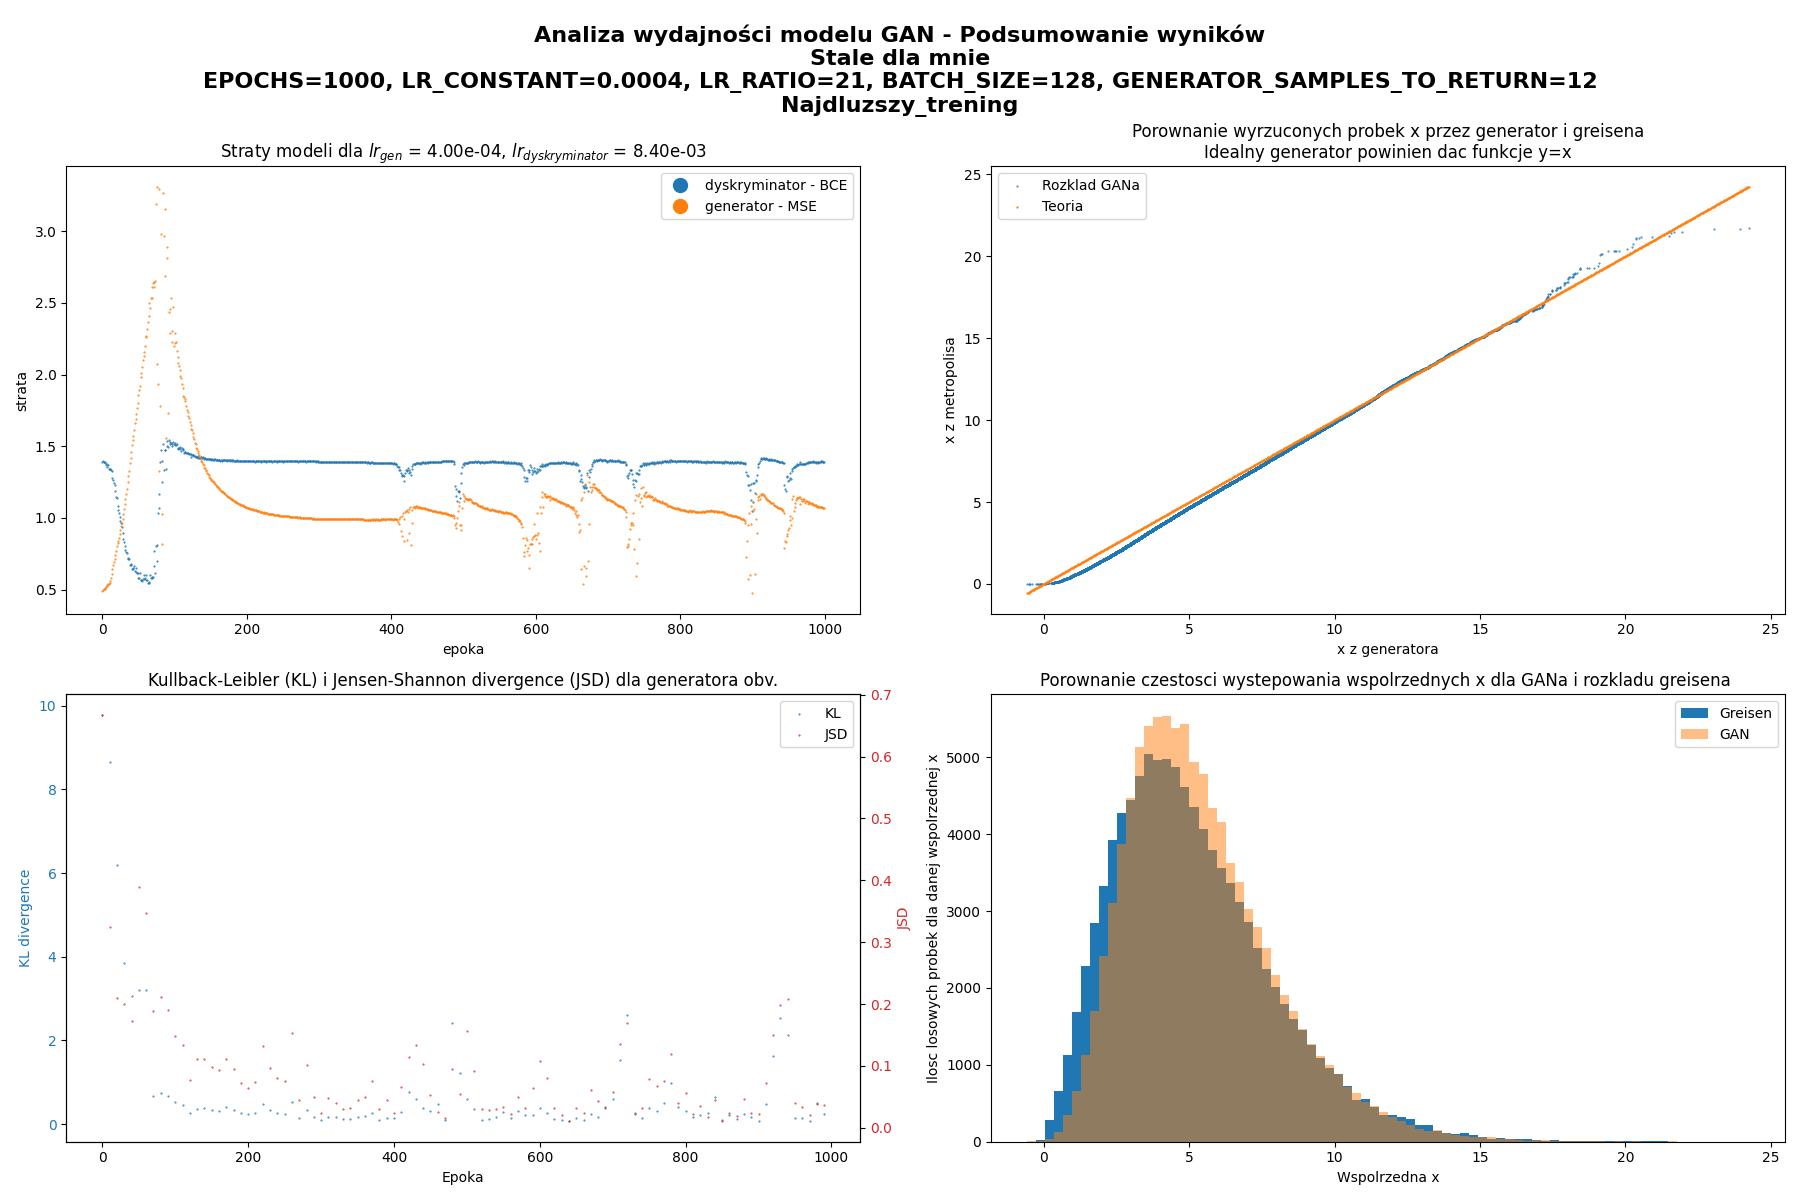 Analiza wydajności modelu GAN - Podsumowanie wyników
Stale dla mnie
EPOCHS=1000, LR_CONSTANT=0.0004, LR_RATIO=21, BATCH_SIZE=128, GENERATOR_SAMPLES_TO_RETURN=12
Najdluzszy_trening
Straty modeli dla lr_gen = 4.00e-04, lr_dyskryminator = 8.40e-03
dyskryminator - BCE
generator - MSE
strata
3.0
2.5
2.0
1.5
1.0
0.5
0 200 400 600 800 1000
epoka
Porownanie wyrzuconych probek x przez generator i greisena
Idealny generator powinien dac funkcje y=x
Rozklad GANa
Teoria
x z metropolisa
25
20
15
10
5
0
0 5 10 15 20 25
x z generatora
Kullback-Leibler (KL) i Jensen-Shannon divergence (JSD) dla generatora obv.
KL
JSD
KL divergence
10
8
6
4
2
0
JSD
0.7
0.6
0.5
0.4
0.3
0.2
0.1
0.0
0 200 400 600 800 1000
Epoka
Porownanie czestosci wystepowania wspolrzednych x dla GANa i rozkladu greisena
Greisen
GAN
Ilosc losowych probek dla danej wspolrzednej x
5000
4000
3000
2000
1000
0
0 5 10 15 20 25
Wspolrzedna x